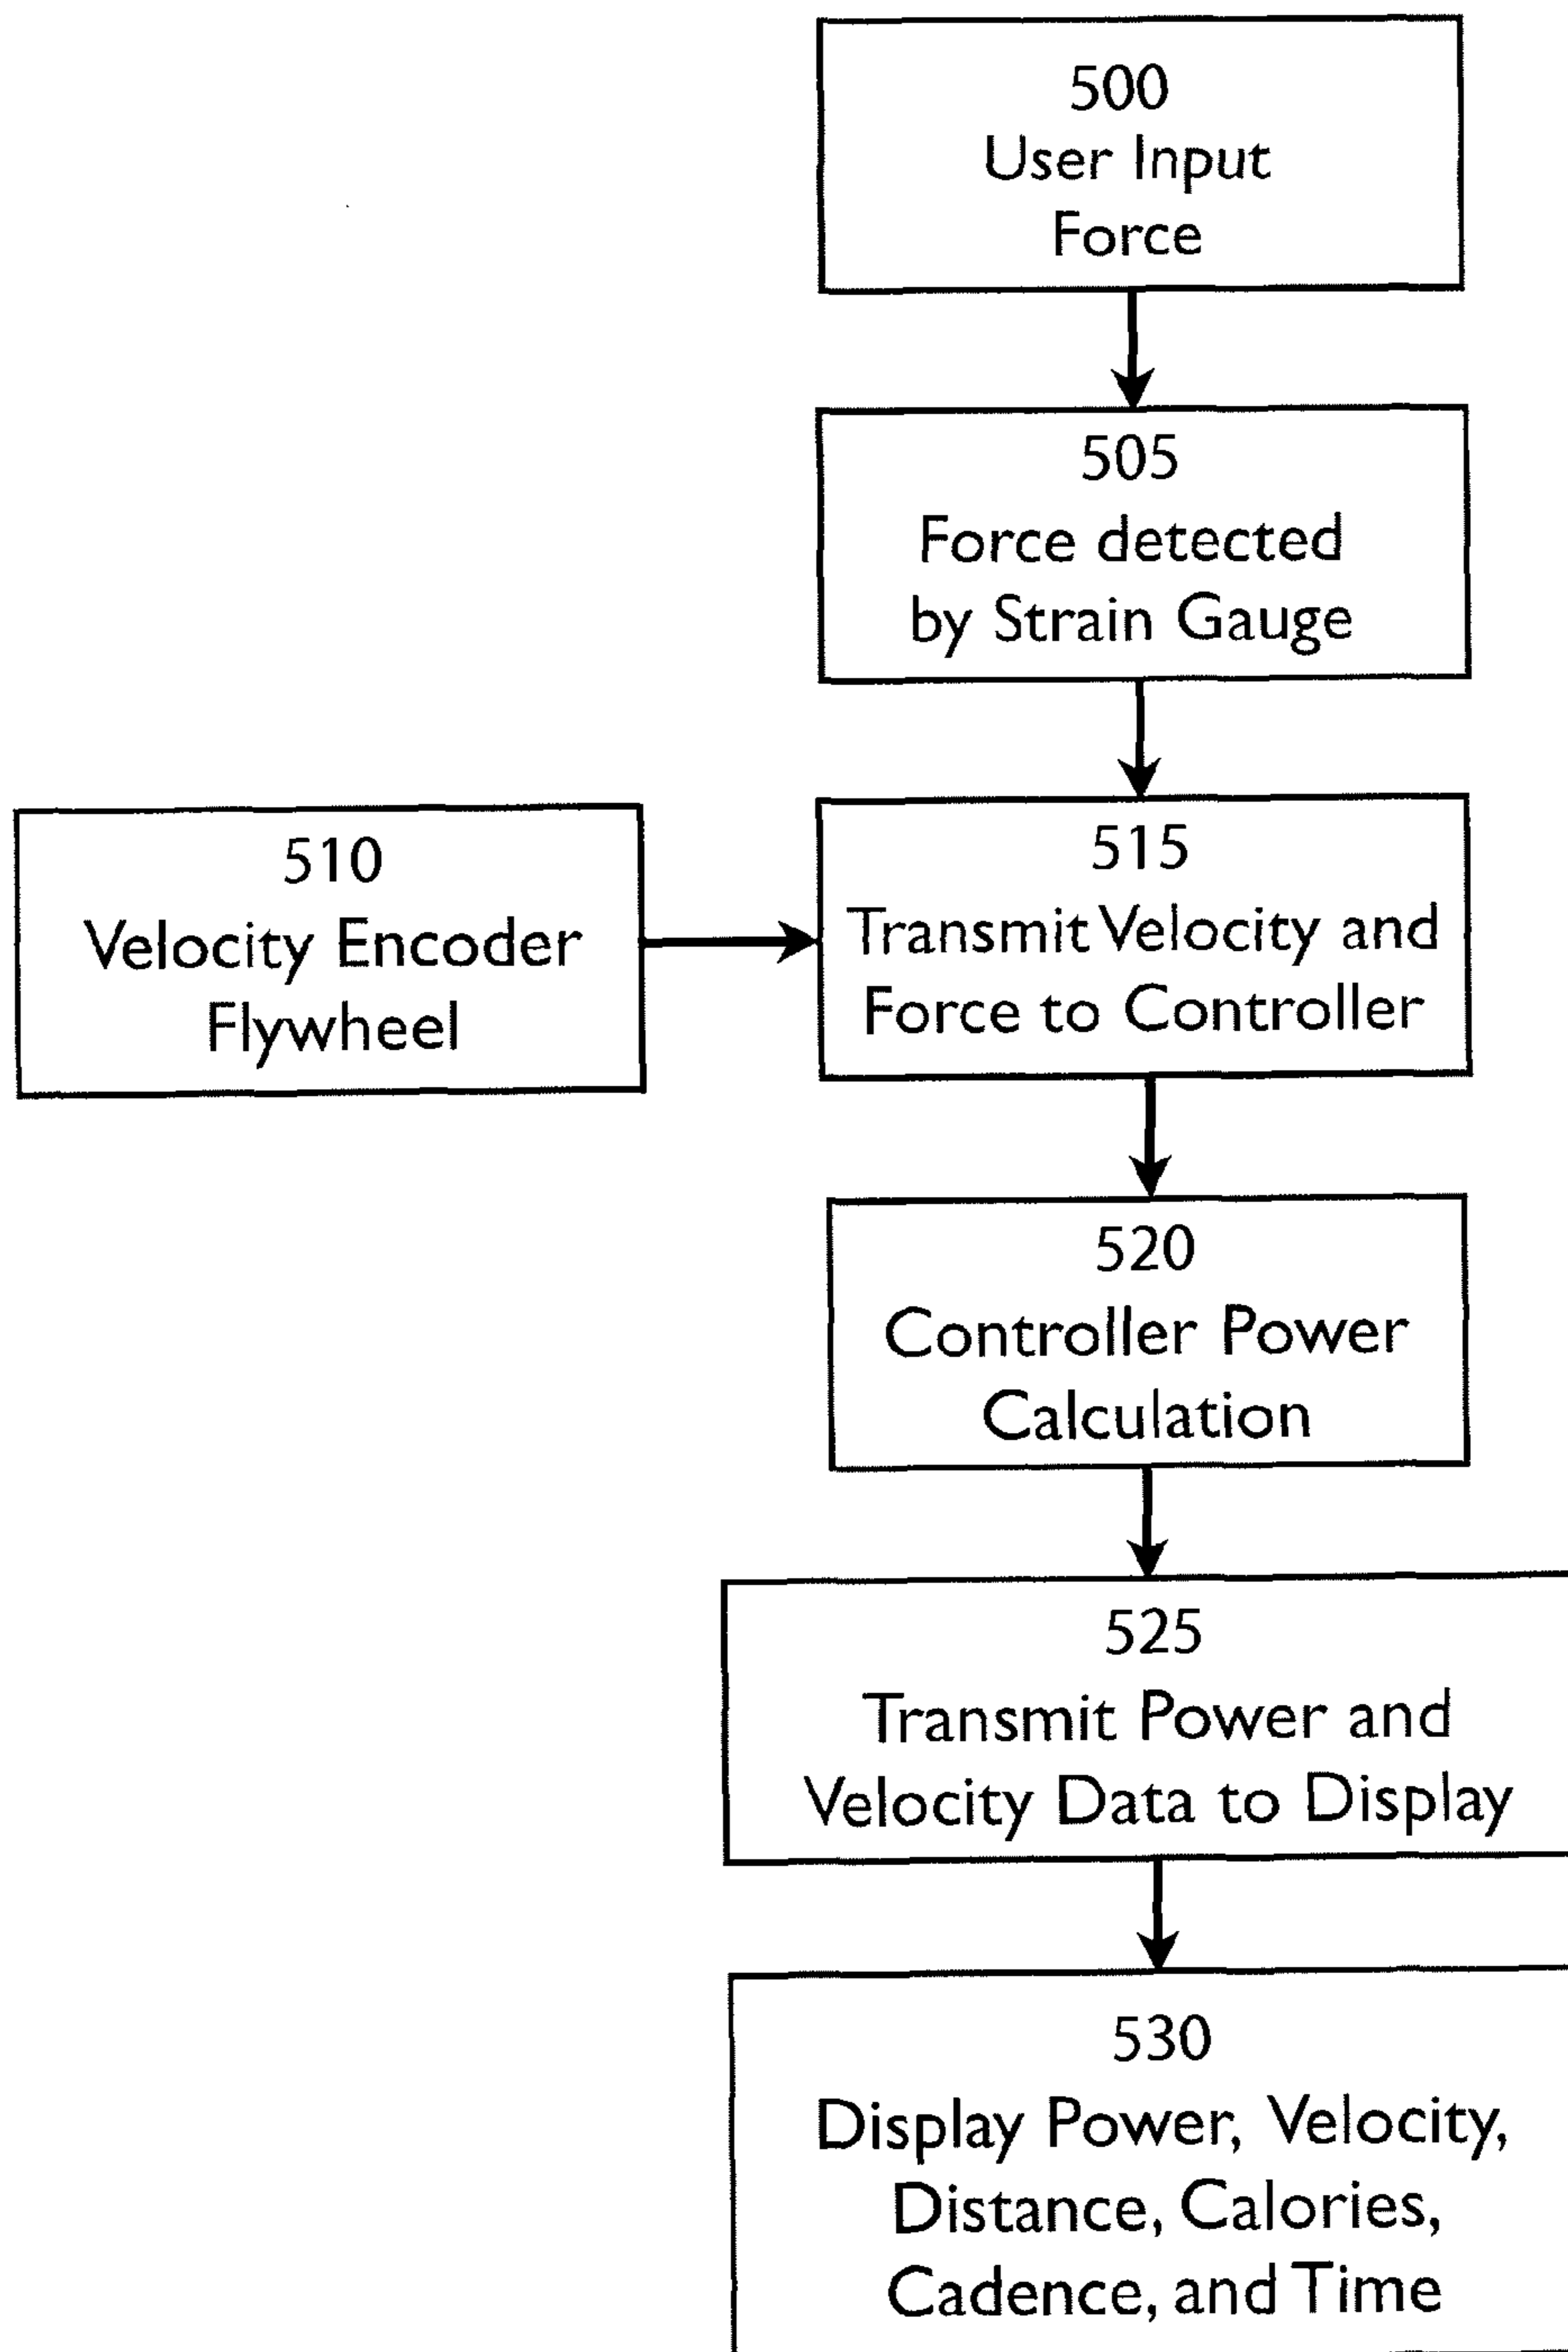 500
User Input
Force
505
Force detected
by Strain Gauge
510
Velocity Encoder
Flywheel
515
Transmit Velocity and
Force to Controller
520
Controller Power
Calculation
525
Transmit Power and
Velocity Data to Display
530
Display Power, Velocity,
Distance, Calories,
Cadence, and Time